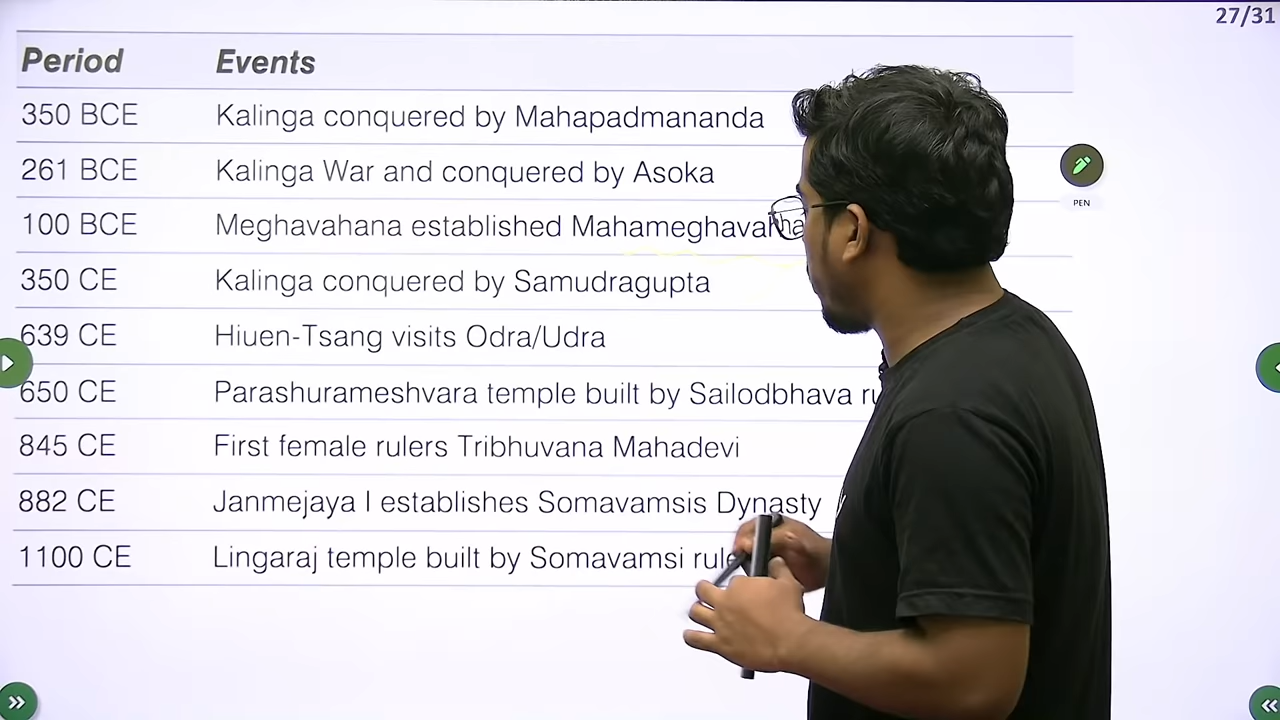 27/31
Period Events
350 BCE Kalinga conquered by Mahapadmananda
261 BCE Kalinga War and conquered by Asoka
PEN
100 BCE Meghavahana established
350 CE Kalinga conquered by Samudragupta
639 CE Hiuen-Tsang visits Odra/Udra
650 CE Parashurameshvara temple built by Sailodbhava
845 CE First female rulers Tribhuvana Mahadevi
882 CE Janmejaya I establishes Somavamsis Dynasty
1100 CE Lingaraj temple built by Somavamsi